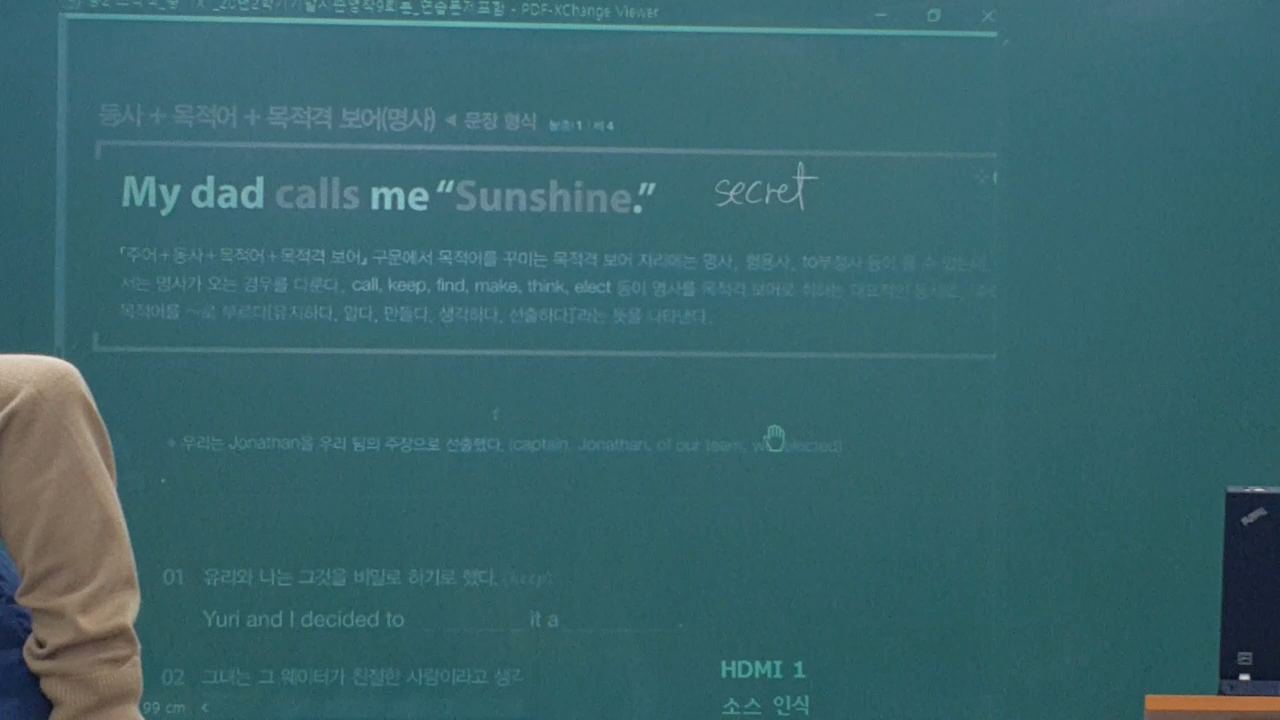 - PDF-XChange Viewer
동사 + 목적어 + 목적격 보어(명사) ◀ 문장 형식
My dad calls me “Sunshine.” secret
『주어+동사+목적어+목적격 보어』 구문에서 목적어를 꾸미는 목적격 보어 자리에는 명사, 형용사, to부정사 등이 올 수 있는데,
서는 명사가 오는 경우를 다룬다. call, keep, find, make, think, elect 등이 명사를 목적격 보어로 취하는 대표적인 동사로,
목적어를 ~로 부르다[유지하다, 알다, 만들다, 생각하다, 선출하다]'라는 뜻을 나타낸다.
우리는 Jonathan을 우리 팀의 주장으로 선출했다. (captain, Jonathan, of our team, elected)
01 유리와 나는 그것을 비밀로 하기로 했다. (keep)
Yuri and I decided to it a .
02 그녀는 그 웨이터가 친절한 사람이라고
HDMI 1
99 cm
소스 인식